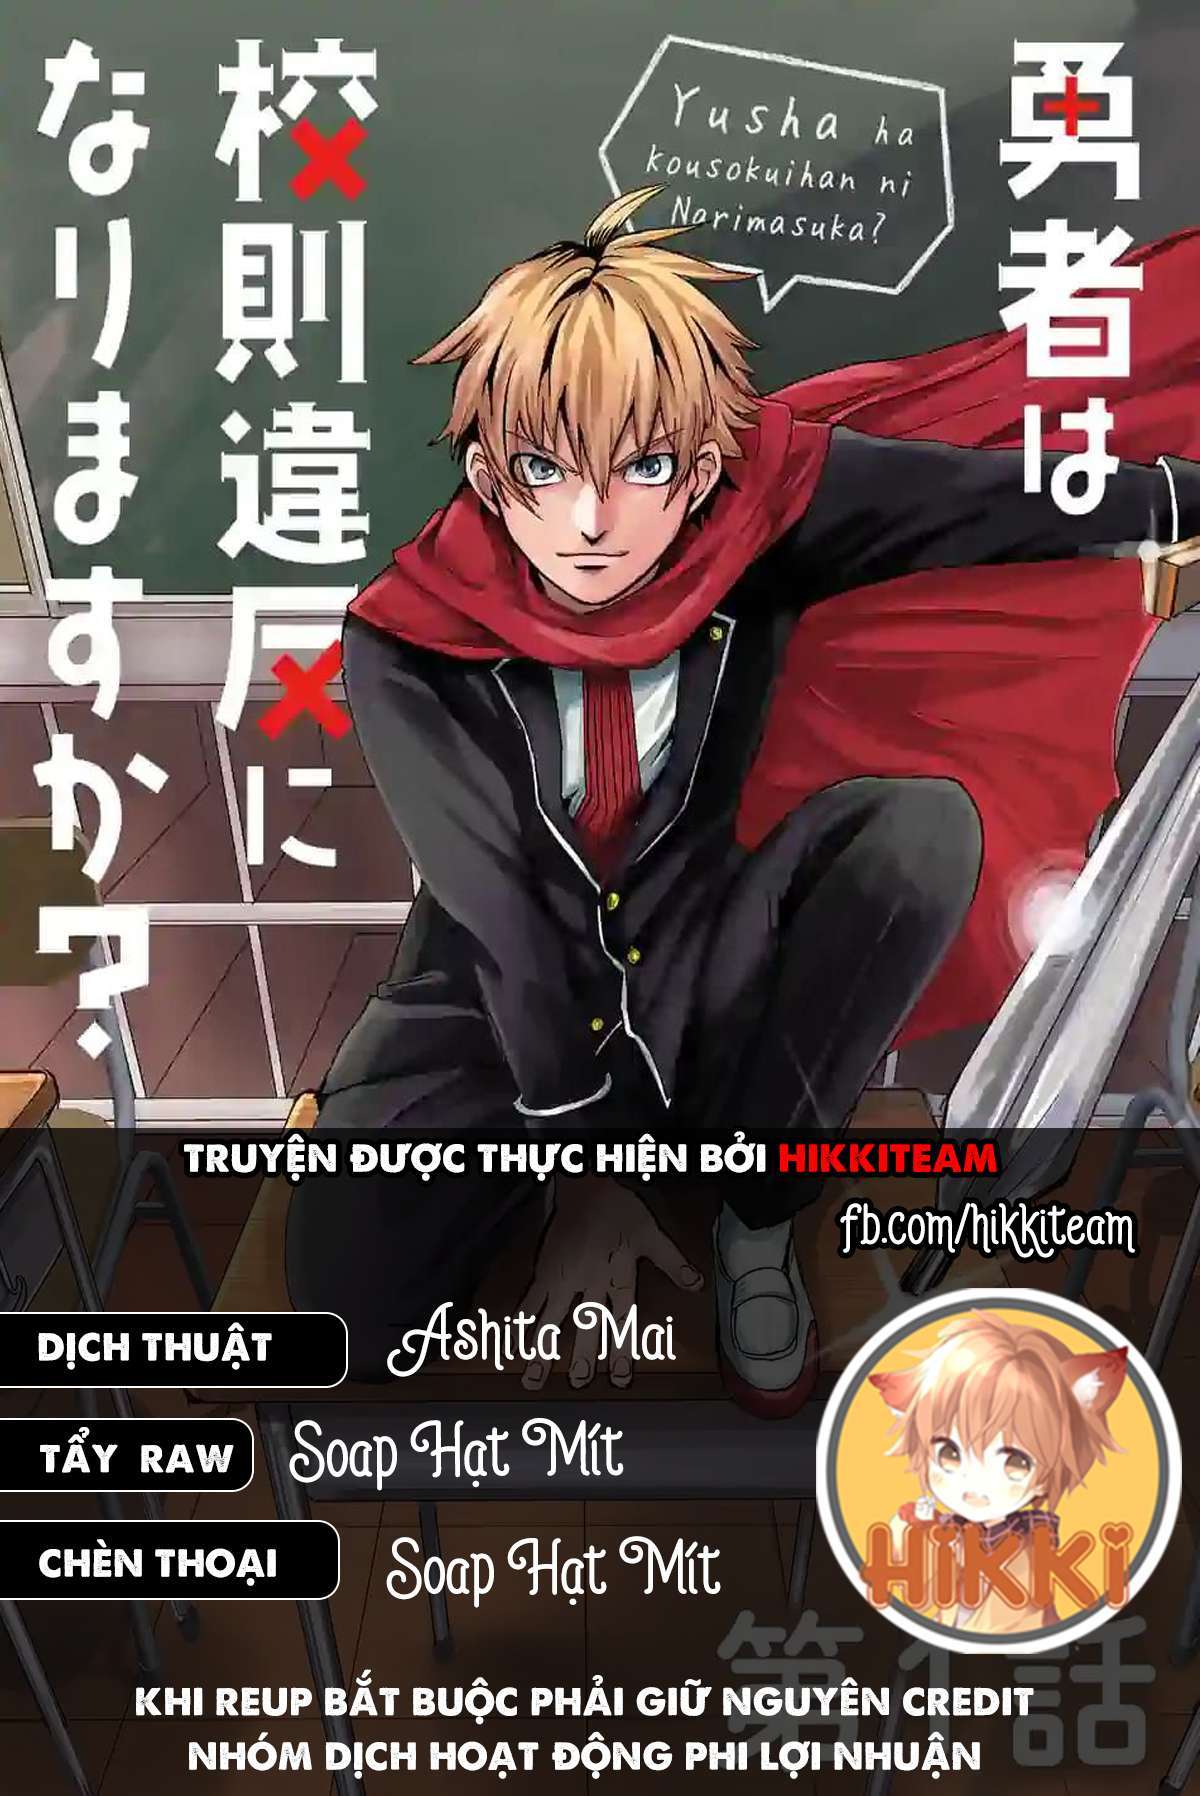 勇者は
校則違反に
なりますか?
Yusha ha
kousokuihan ni
Narimasuka?
TRUYỆN ĐƯỢC THỰC HIỆN BỞI HIKKITEAM
fb.com/hikkiteam
DỊCH THUẬT
Ashita Mai
TẨY RAW
Soap Hạt Mít
CHÈN THOẠI
Soap Hạt Mít
Hikki
第1話
KHI REUP BẮT BUỘC PHẢI GIỮ NGUYÊN CREDIT
NHÓM DỊCH HOẠT ĐỘNG PHI LỢI NHUẬN